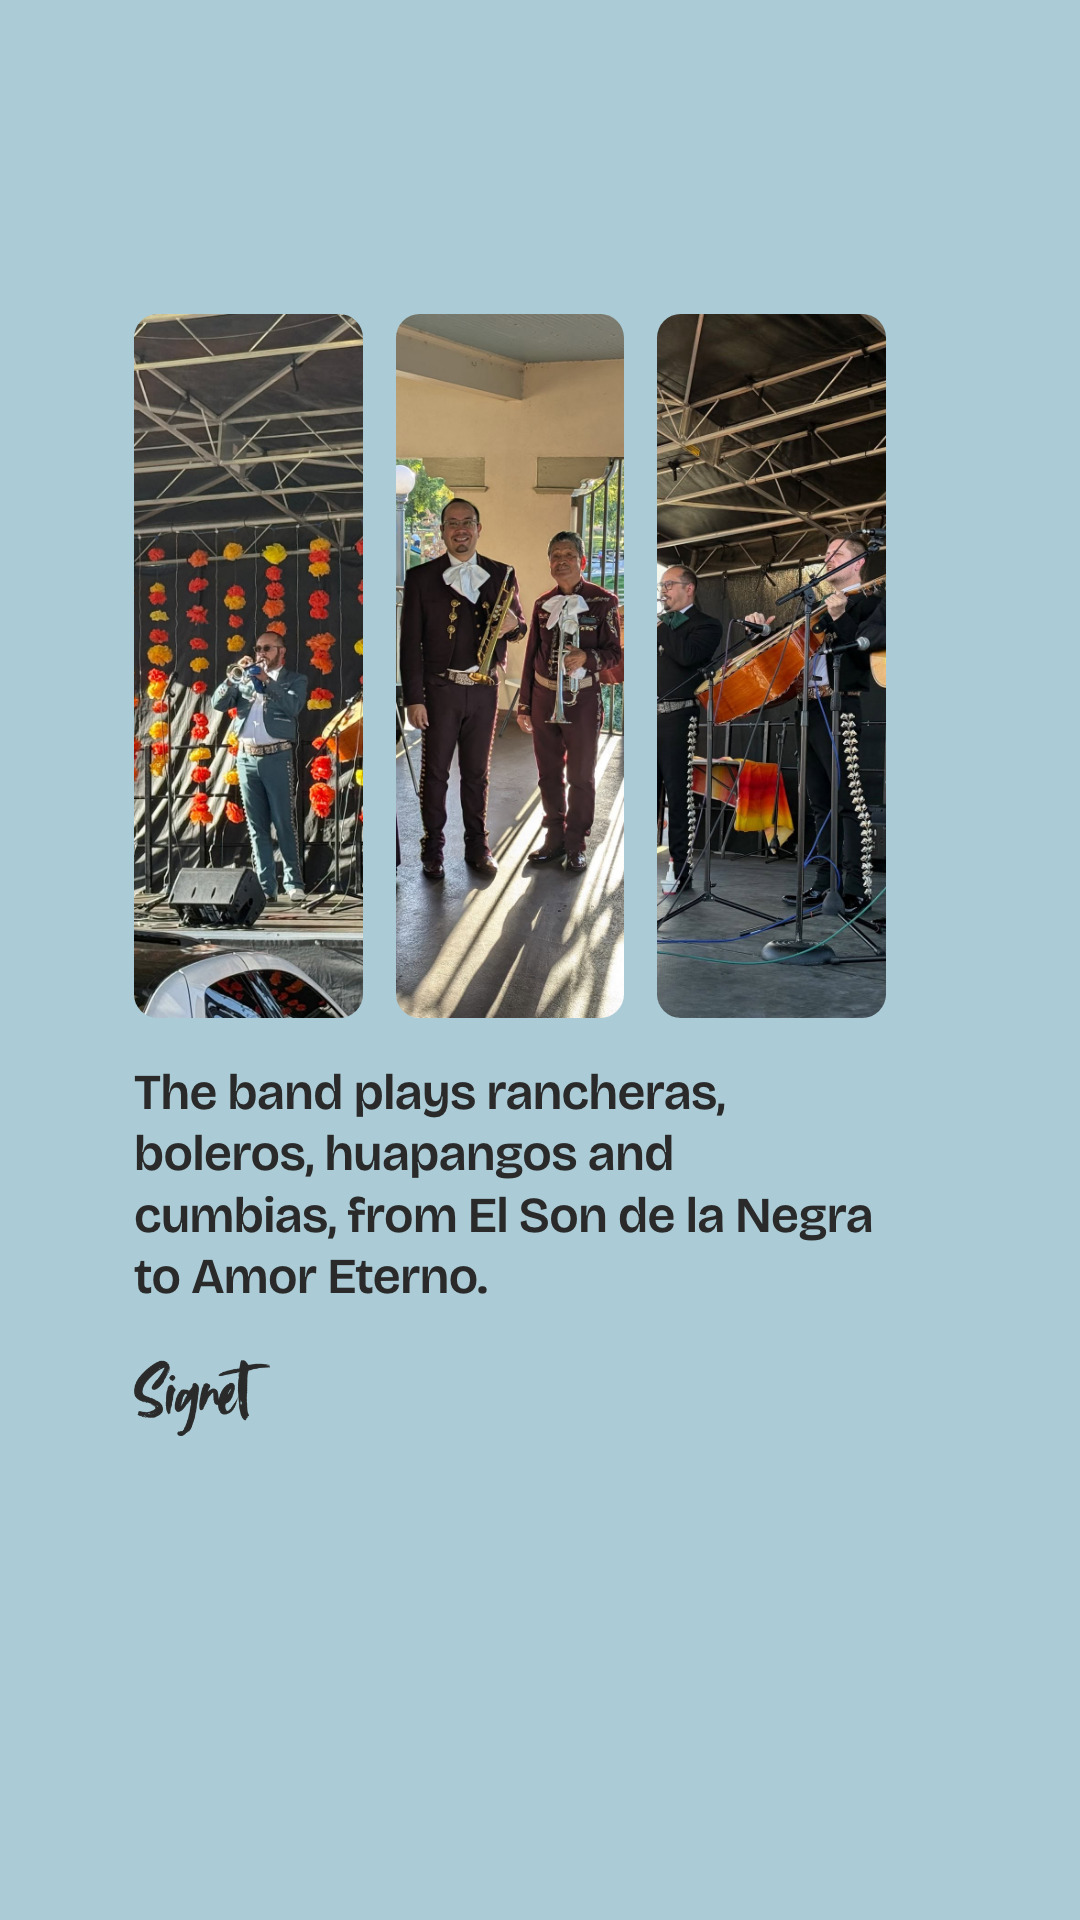 The band plays rancheras,
boleros, huapangos and
cumbias, from El Son de la Negra
to Amor Eterno.
Signet